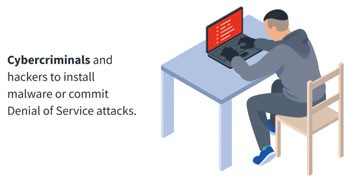 Cybercriminals and
hackers to install
malware or commit
Denial of Service attacks.